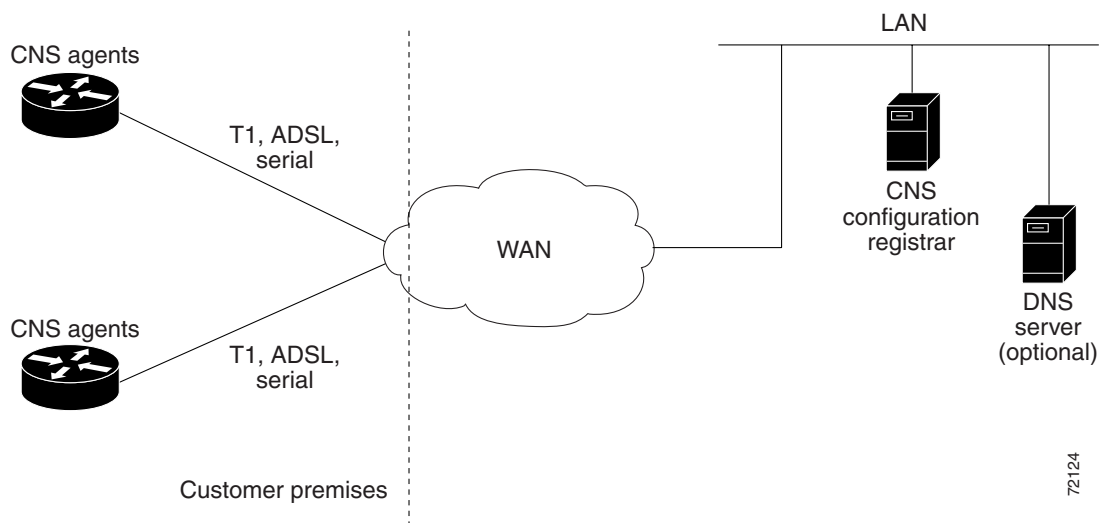 LAN
CNS agents
T1, ADSL,
serial
CNS
configuration
registrar
WAN
DNS
server
(optional)
CNS agents
T1, ADSL,
serial
Customer premises
72124